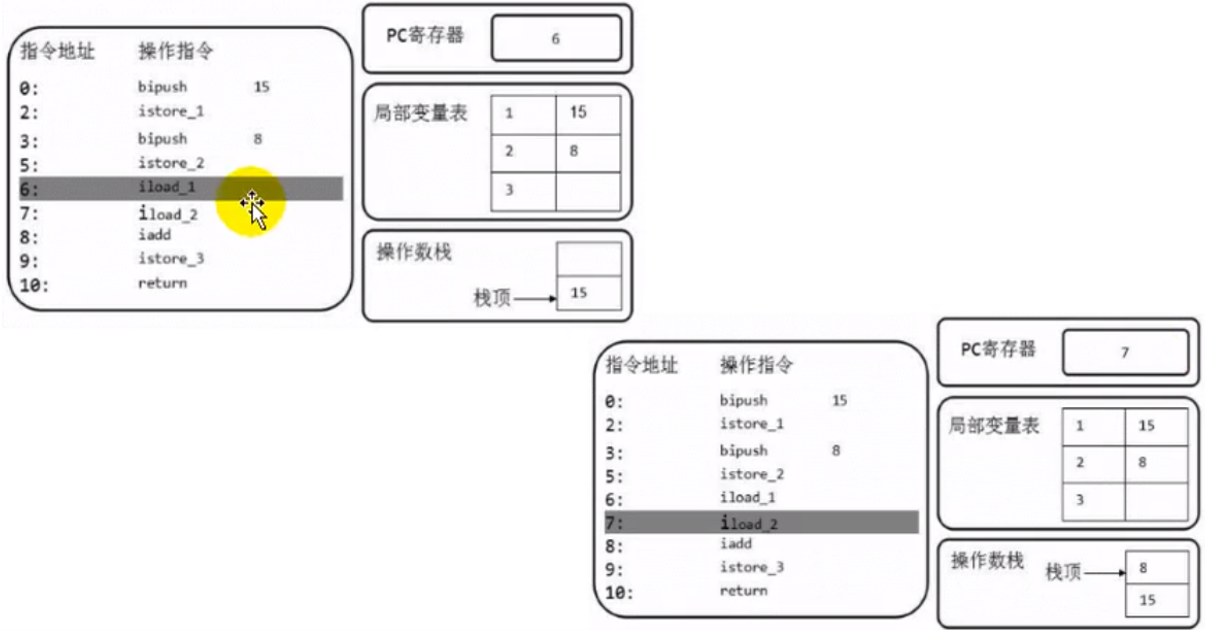 指令地址 操作指令
0: bipush 15
2: istore_1
3: bipush 8
5: istore_2
6: iload_1
7: iload_2
8: iadd
9: istore_3
10: return
PC寄存器 6
局部变量表 1 15
2 8
3
操作数栈
栈顶 15
指令地址 操作指令
0: bipush 15
2: istore_1
3: bipush 8
5: istore_2
6: iload_1
7: iload_2
8: iadd
9: istore_3
10: return
PC寄存器 7
局部变量表 1 15
2 8
3
操作数栈 栈顶 8
15